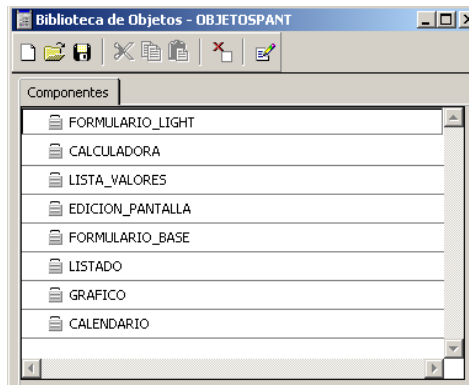 Biblioteca de Objetos - OBJETOSPANT
Componentes
FORMULARIO_LIGHT
CALCULADORA
LISTA_VALORES
EDICION_PANTALLA
FORMULARIO_BASE
LISTADO
GRAFICO
CALENDARIO